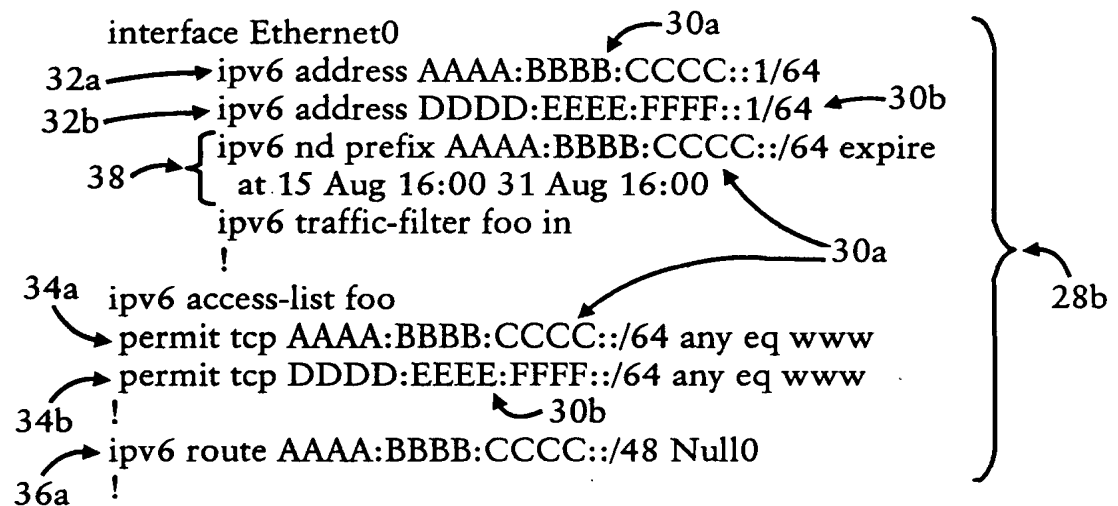 30a
interface Ethernet0
32a ipv6 address AAAA:BBBB:CCCC::1/64
32b ipv6 address DDDD:EEEE:FFFF::1/64 30b
ipv6 nd prefix AAAA:BBBB:CCCC::/64 expire
38 at 15 Aug 16:00 31 Aug 16:00
ipv6 traffic-filter foo in
! 30a
34a ipv6 access-list foo 28b
permit tcp AAAA:BBBB:CCCC::/64 any eq www
permit tcp DDDD:EEEE:FFFF::/64 any eq www
34b ! 30b
ipv6 route AAAA:BBBB:CCCC::/48 Null0
36a !